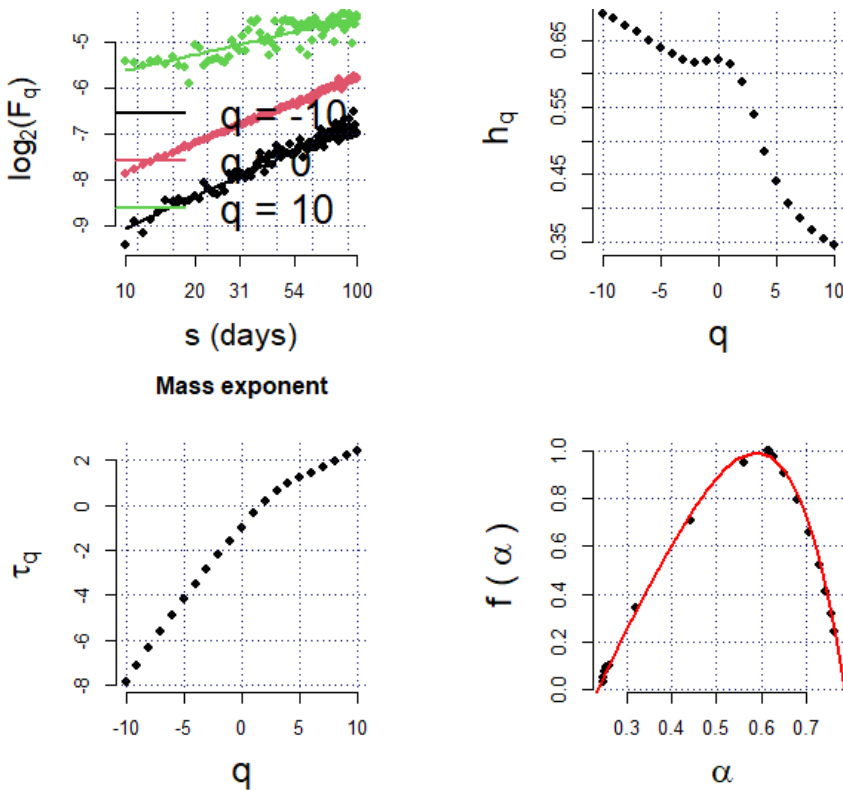 log2(Fq)
-5
-6
-7
-8
-9
q = -10
q = 0
q = 10
10 20 31 54 100
s (days)
hq
0.65
0.55
0.45
0.35
-10 -5 0 5 10
q
Mass exponent
τq
2
0
-2
-4
-6
-8
-10 -5 0 5 10
q
f ( α )
1.0
0.8
0.6
0.4
0.2
0.0
0.3 0.4 0.5 0.6 0.7
α